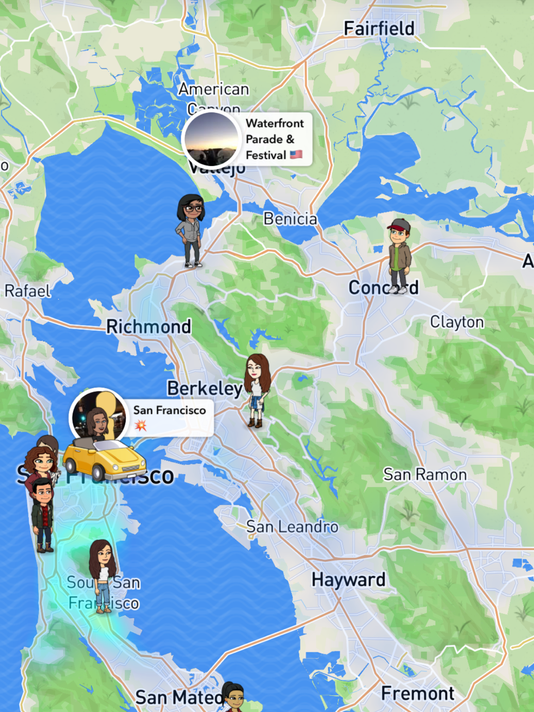 Fairfield
American
Canyon
Waterfront
Parade &
Festival 🇺🇸
Vallejo
Benicia
Concord
A
o
Rafael
Clayton
Richmond
Berkeley
San Francisco
💥
San Francisco
San Ramon
San Leandro
South San
Francisco
Hayward
San Mateo
Fremont